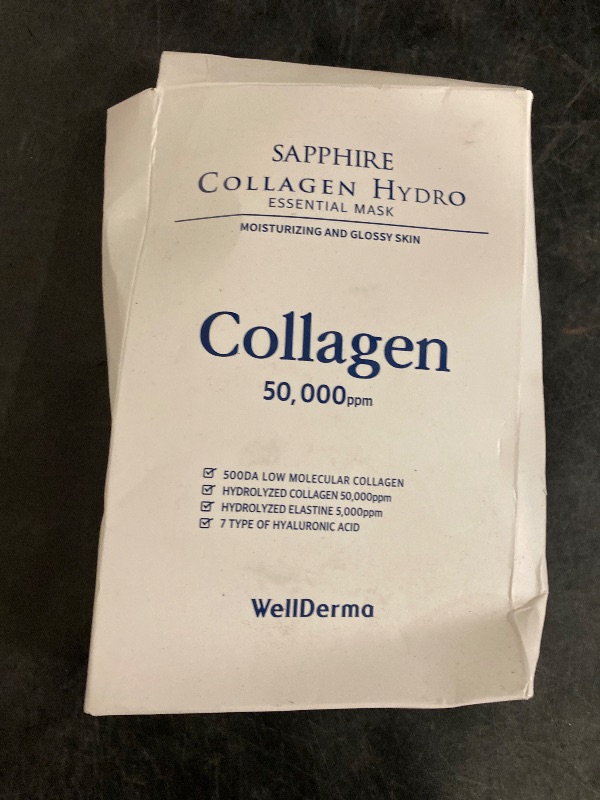 SAPPHIRE
COLLAGEN HYDRO
ESSENTIAL MASK
MOISTURIZING AND GLOSSY SKIN
Collagen
50,000ppm
500DA LOW MOLECULAR COLLAGEN
HYDROLYZED COLLAGEN 50,000ppm
HYDROLYZED ELASTINE 5,000ppm
7 TYPE OF HYALURONIC ACID
WellDerma